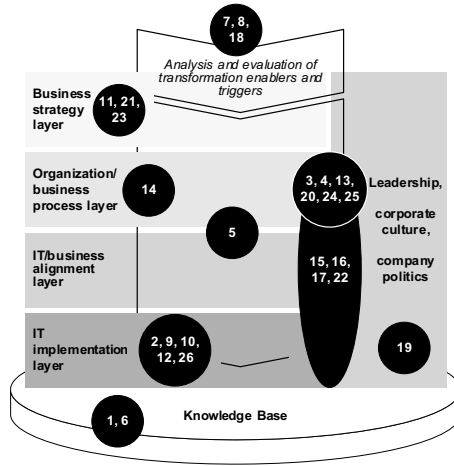 7, 8,
18
Analysis and evaluation of
transformation enablers and
triggers
Business
strategy
layer
11, 21,
23
Organization/
business
process layer
14
3, 4, 13,
20, 24, 25
Leadership,
corporate
culture,
company
politics
5
IT/business
alignment
layer
15, 16,
17, 22
IT
implementation
layer
2, 9, 10,
12, 26
19
1, 6
Knowledge Base